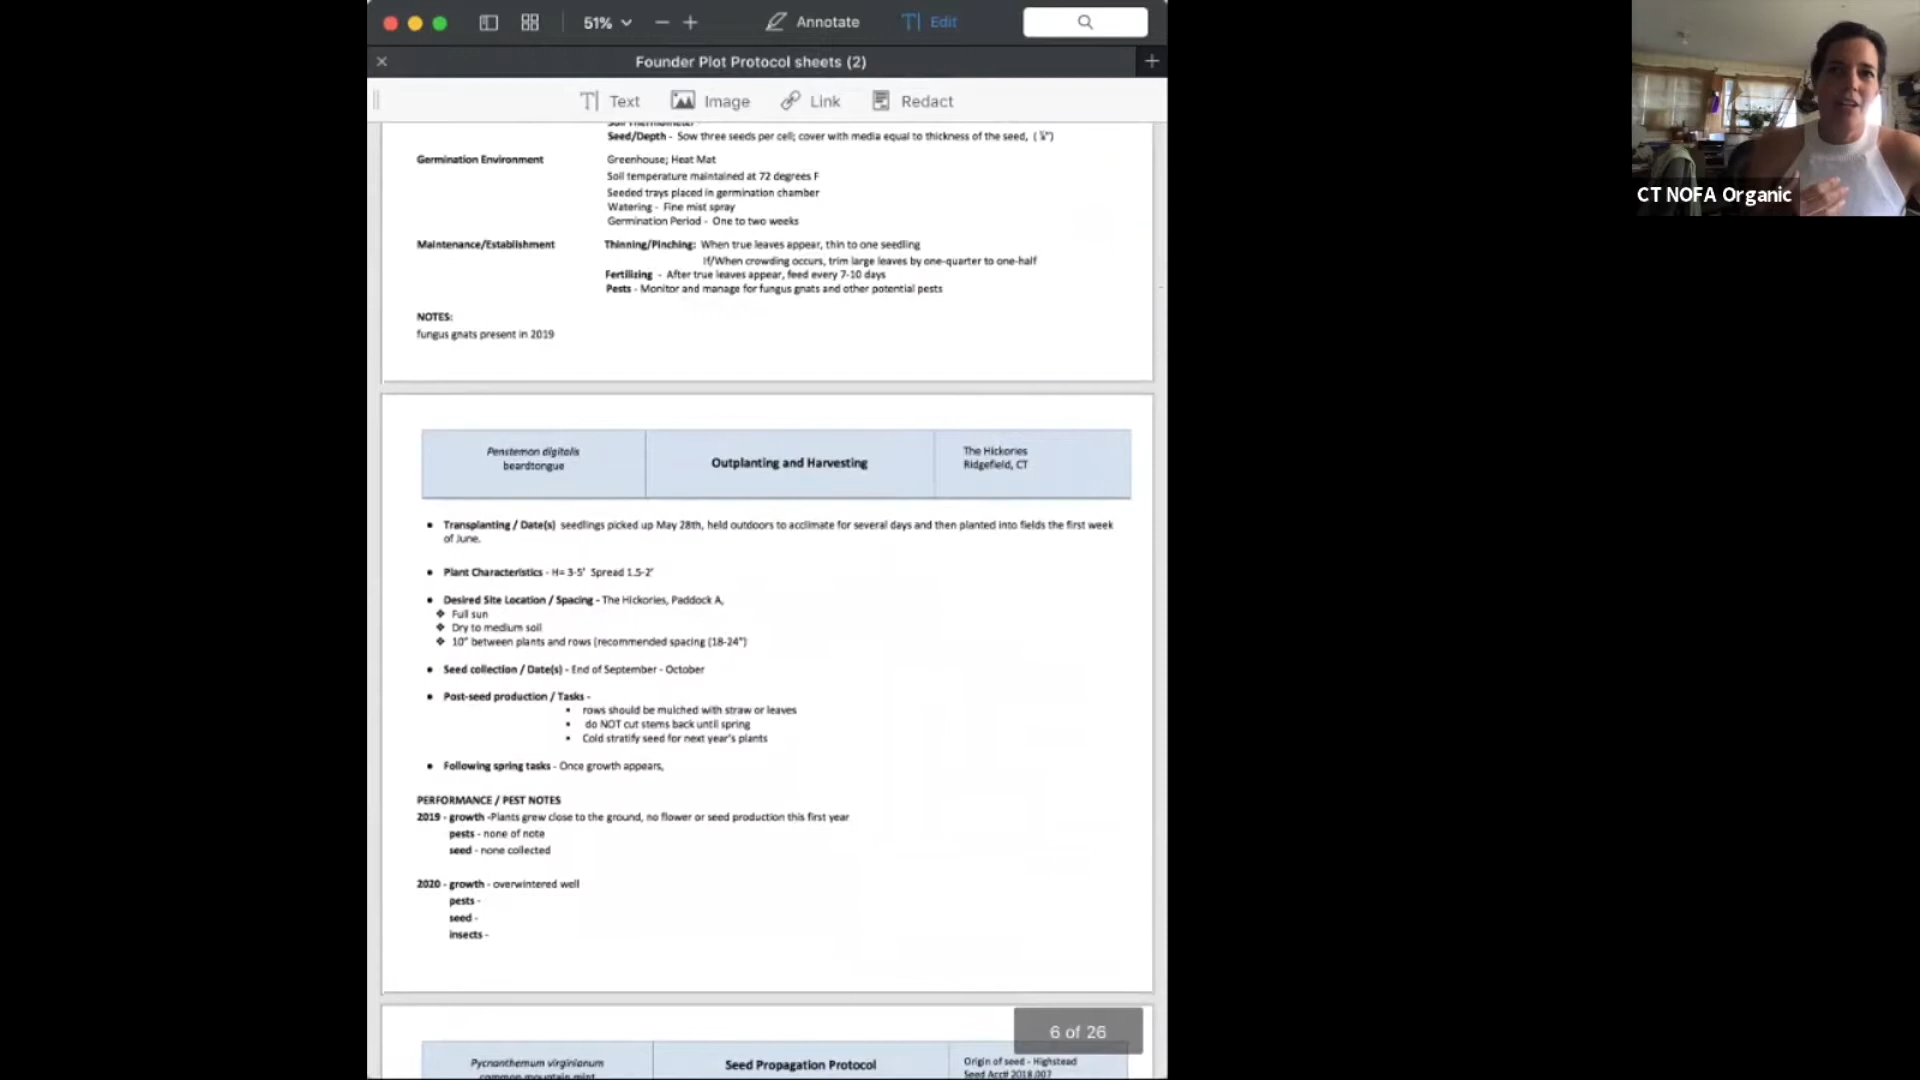 51%
Annotate
Edit
Founder Plot Protocol sheets (2)
Text
Image
Link
Redact
CT NOFA Organic
Seed/Depth - Sow three seeds per cell; cover with media equal to thickness of the seed, ( ⅛")
Germination Environment
Greenhouse; Heat Mat
Soil temperature maintained at 72 degrees F
Seeded trays placed in germination chamber
Watering - Fine mist spray
Germination Period - One to two weeks
Maintenance/Establishment
Thinning/Pinching: When true leaves appear, thin to one seedling
If/When crowding occurs, trim large leaves by one-quarter to one-half
Fertilizing - After true leaves appear, feed every 7-10 days
Pests - Monitor and manage for fungus gnats and other potential pests
NOTES:
fungus gnats present in 2019
Penstemon digitalis
beardtongue
Outplanting and Harvesting
The Hickories
Ridgefield, CT
• Transplanting / Date(s) seedlings picked up May 28th, held outdoors to acclimate for several days and then planted into fields the first week
of June.
• Plant Characteristics - H= 3-5' Spread 1.5-2'
• Desired Site Location / Spacing - The Hickories, Paddock A,
❖ Full sun
❖ Dry to medium soil
❖ 10" between plants and rows (recommended spacing (18-24")
• Seed collection / Date(s) - End of September - October
• Post-seed production / Tasks -
▪ rows should be mulched with straw or leaves
▪ do NOT cut stems back until spring
▪ Cold stratify seed for next year's plants
• Following spring tasks - Once growth appears,
PERFORMANCE / PEST NOTES
2019 - growth -Plants grew close to the ground, no flower or seed production this first year
pests - none of note
seed - none collected
2020 - growth - overwintered well
pests -
seed -
insects -
6 of 26
Pycnanthemum virginianum
common mountain mint
Seed Propagation Protocol
Origin of seed - Highstead
Seed Acc# 2018.007